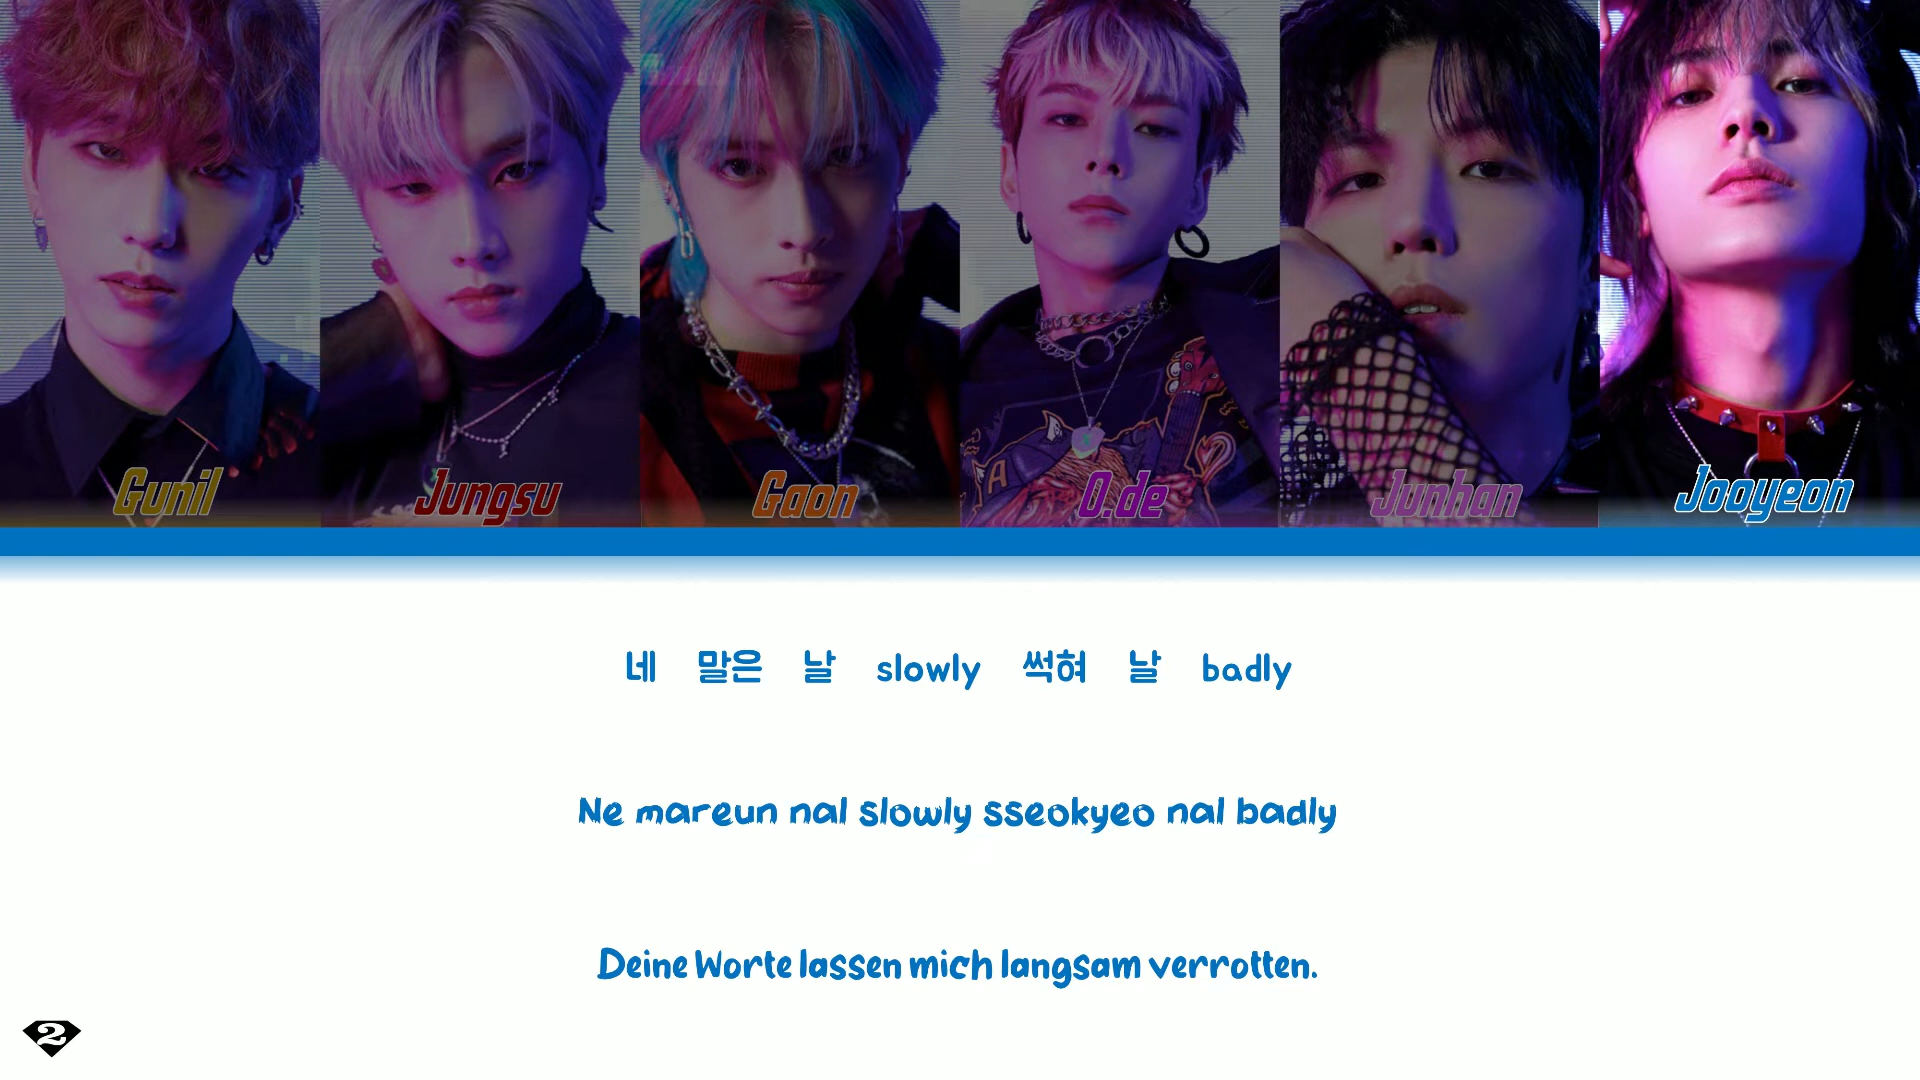 Gunil Jungsu Gaon O.de Junhan Jooyeon
네 말은 날 slowly 썩혀 날 badly
Ne mareun nal slowly sseokyeo nal badly
Deine Worte lassen mich langsam verrotten.
2